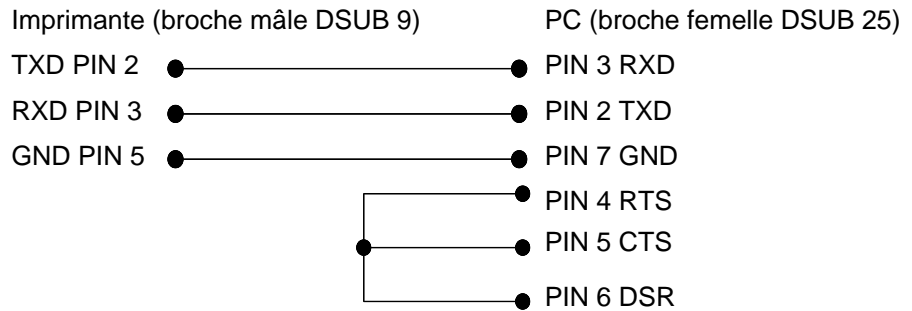 Imprimante (broche mâle DSUB 9) PC (broche femelle DSUB 25)
TXD PIN 2 PIN 3 RXD
RXD PIN 3 PIN 2 TXD
GND PIN 5 PIN 7 GND
PIN 4 RTS
PIN 5 CTS
PIN 6 DSR